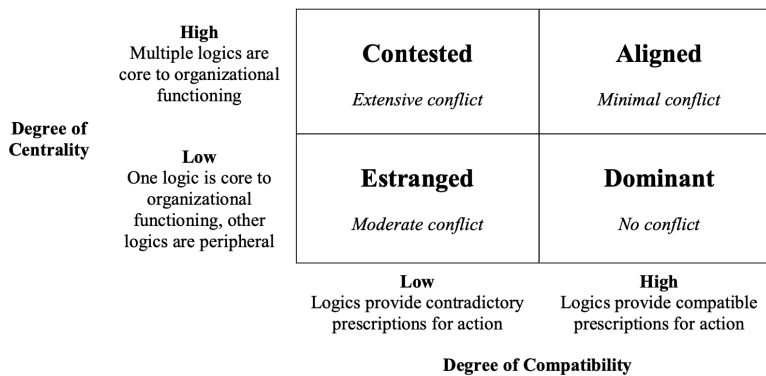 High
Multiple logics are
core to organizational
functioning
Contested
Extensive conflict
Aligned
Minimal conflict
Degree of
Centrality
Low
One logic is core to
organizational
functioning, other
logics are peripheral
Estranged
Moderate conflict
Dominant
No conflict
Low
Logics provide contradictory
prescriptions for action
High
Logics provide compatible
prescriptions for action
Degree of Compatibility